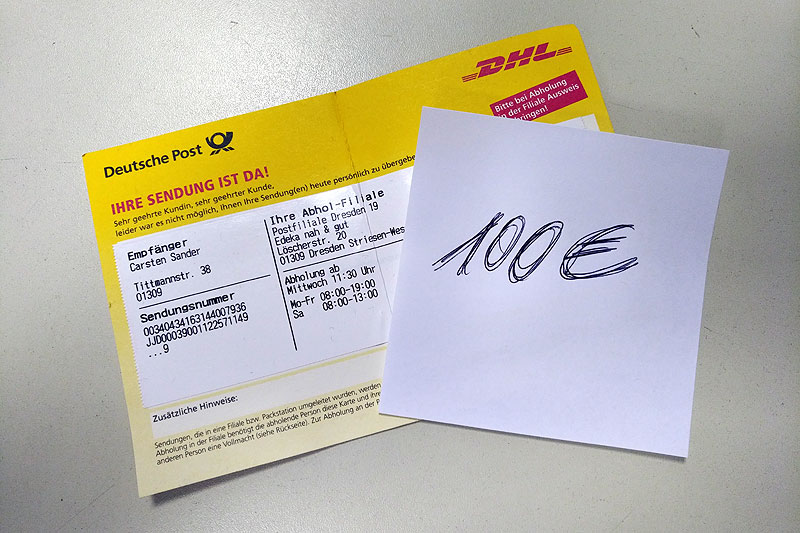 DHL
Deutsche Post
Bitte bei Abholung
in der Filiale Ausweis
bringen!
IHRE SENDUNG IST DA!
Sehr geehrte Kundin, sehr geehrter Kunde,
leider war es nicht möglich, Ihnen Ihre Sendung(en) heute persönlich zu übergebe
Empfänger
Carsten Sander
Tittmannstr. 38
01309
Sendungsnummer
00340434163144007936
JJD00039001122571149
...9
Ihre Abhol-Filiale
Postfiliale Dresden 19
Edeka nah & gut
Löscherstr. 20
01309 Dresden Striesen-Wes
Abholung ab
Mittwoch 11:30 Uhr
Mo-Fr 08:00-19:00
Sa 08:00-13:00
Zusätzliche Hinweise:
Sendungen, die in eine Filiale bzw. Packstation umgeleitet wurden, werden
Abholung in der Filiale benötigt die abholende Person diese Karte und ihre
anderen Person eine Vollmacht (siehe Rückseite). Zur Abholung an der
100€